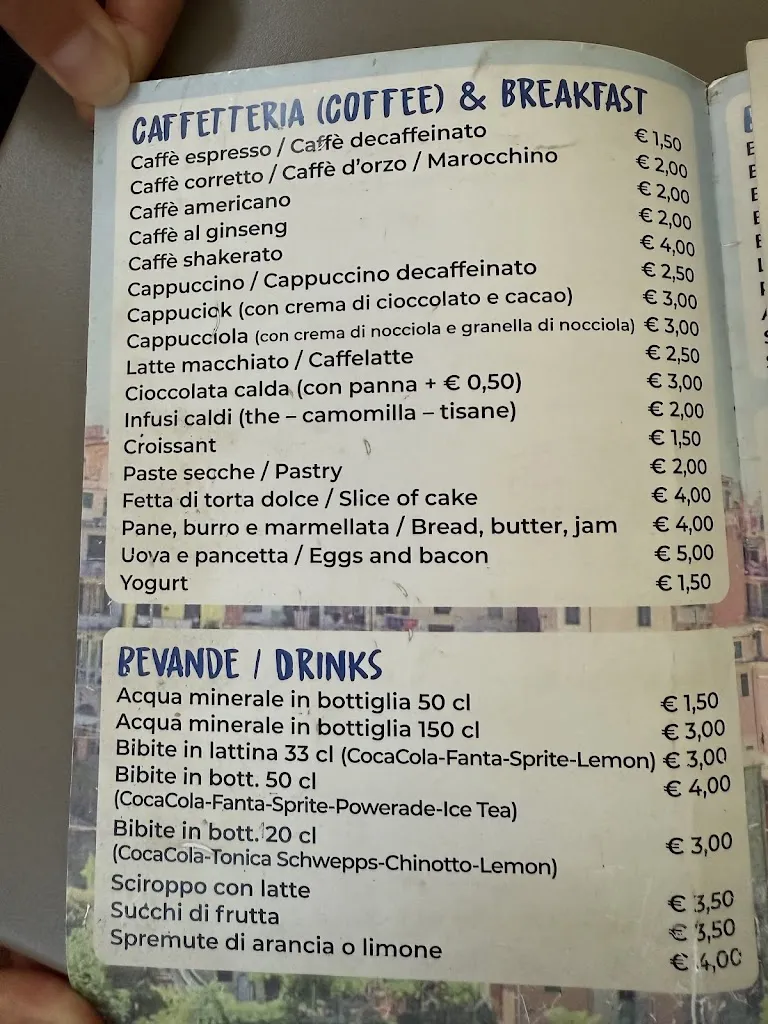 CAFFETTERIA (COFFEE) & BREAKFAST
Caffè espresso / Caffè decaffeinato € 1,50
Caffè corretto / Caffè d'orzo / Marocchino € 2,00
Caffè americano € 2,00
Caffè al ginseng € 2,00
Caffè shakerato € 4,00
Cappuccino / Cappuccino decaffeinato € 2,50
Cappuciok (con crema di cioccolato e cacao) € 3,00
Cappucciola (con crema di nocciola e granella di nocciola) € 3,00
Latte macchiato / Caffelatte € 2,50
Cioccolata calda (con panna + € 0,50) € 3,00
Infusi caldi (the – camomilla – tisane) € 2,00
Croissant € 1,50
Paste secche / Pastry € 2,00
Fetta di torta dolce / Slice of cake € 4,00
Pane, burro e marmellata / Bread, butter, jam € 4,00
Uova e pancetta / Eggs and bacon € 5,00
Yogurt € 1,50
BEVANDE / DRINKS
Acqua minerale in bottiglia 50 cl € 1,50
Acqua minerale in bottiglia 150 cl € 3,00
Bibite in lattina 33 cl (CocaCola-Fanta-Sprite-Lemon) € 3,00
Bibite in bott. 50 cl € 4,00
(CocaCola-Fanta-Sprite-Powerade-Ice Tea)
Bibite in bott. 20 cl € 3,00
(CocaCola-Tonica Schwepps-Chinotto-Lemon)
Sciroppo con latte € 3,50
Succhi di frutta € 3,50
Spremute di arancia o limone € 4,00